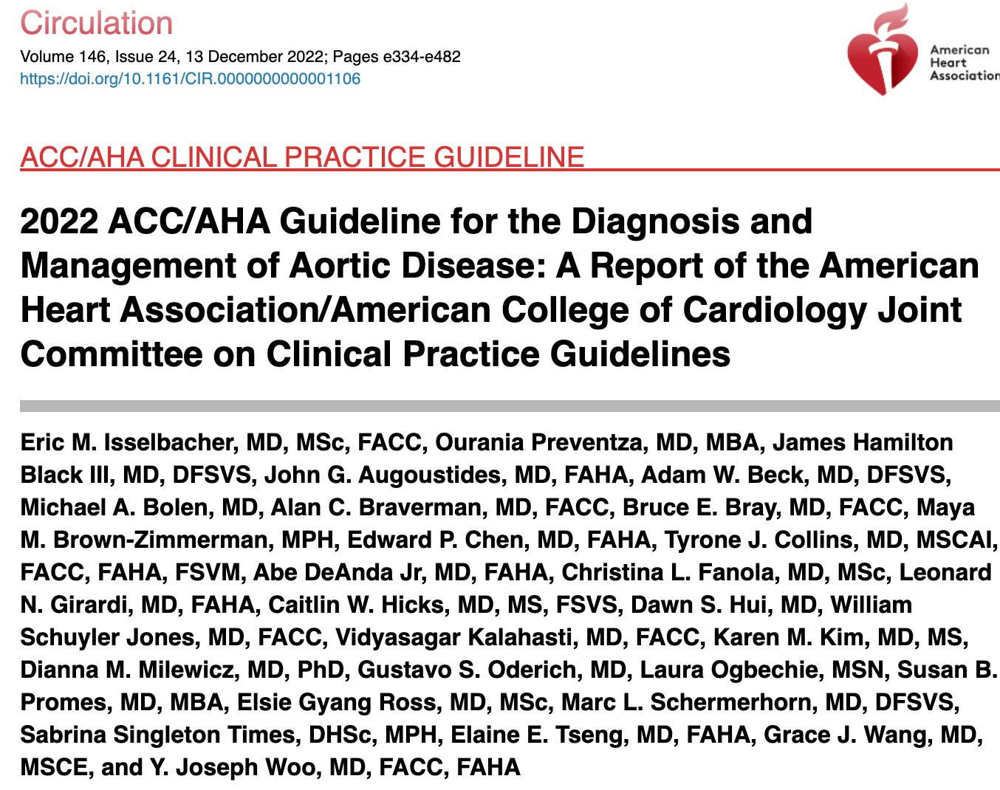 Circulation
Volume 146, Issue 24, 13 December 2022; Pages e334-e482
https://doi.org/10.1161/CIR.0000000000001106
American
Heart
Association
ACC/AHA CLINICAL PRACTICE GUIDELINE
2022 ACC/AHA Guideline for the Diagnosis and
Management of Aortic Disease: A Report of the American
Heart Association/American College of Cardiology Joint
Committee on Clinical Practice Guidelines
Eric M. Isselbacher, MD, MSc, FACC, Ourania Preventza, MD, MBA, James Hamilton
Black III, MD, DFSVS, John G. Augoustides, MD, FAHA, Adam W. Beck, MD, DFSVS,
Michael A. Bolen, MD, Alan C. Braverman, MD, FACC, Bruce E. Bray, MD, FACC, Maya
M. Brown-Zimmerman, MPH, Edward P. Chen, MD, FAHA, Tyrone J. Collins, MD, MSCAI,
FACC, FAHA, FSVM, Abe DeAnda Jr, MD, FAHA, Christina L. Fanola, MD, MSc, Leonard
N. Girardi, MD, FAHA, Caitlin W. Hicks, MD, MS, FSVS, Dawn S. Hui, MD, William
Schuyler Jones, MD, FACC, Vidyasagar Kalahasti, MD, FACC, Karen M. Kim, MD, MS,
Dianna M. Milewicz, MD, PhD, Gustavo S. Oderich, MD, Laura Ogbechie, MSN, Susan B.
Promes, MD, MBA, Elsie Gyang Ross, MD, MSc, Marc L. Schermerhorn, MD, DFSVS,
Sabrina Singleton Times, DHSc, MPH, Elaine E. Tseng, MD, FAHA, Grace J. Wang, MD,
MSCE, and Y. Joseph Woo, MD, FACC, FAHA